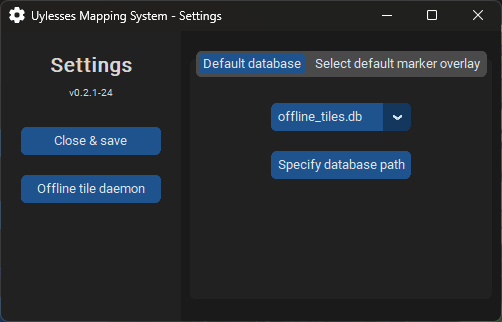 Uylesses Mapping System - Settings
Settings
v0.2.1-24
Close & save
Offline tile daemon
Default database
Select default marker overlay
offline_tiles.db
Specify database path